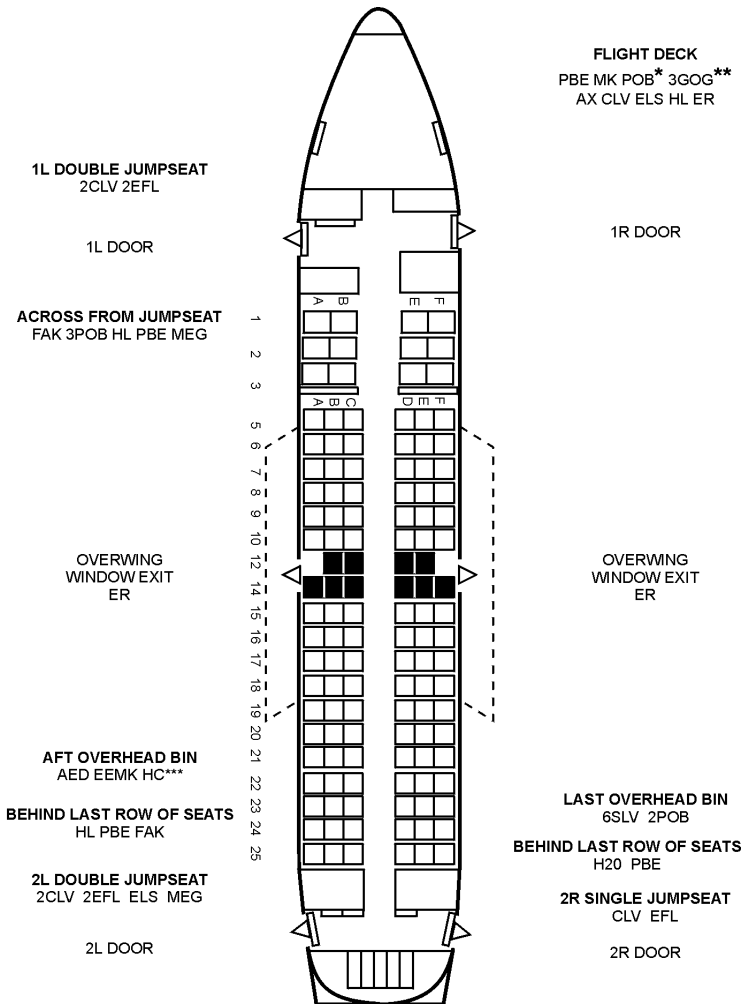 FLIGHT DECK
PBE MK POB* 3GOG**
AX CLV ELS HL ER
1L DOUBLE JUMPSEAT
2CLV 2EFL
1L DOOR
1R DOOR
ACROSS FROM JUMPSEAT
FAK 3POB HL PBE MEG
A B E F
1
2
3
A B C D E F
5
6
7
8
9
10
12
14
15
16
17
18
19
20
21
22
23
24
25
OVERWING
WINDOW EXIT
ER
OVERWING
WINDOW EXIT
ER
AFT OVERHEAD BIN
AED EEMK HC***
BEHIND LAST ROW OF SEATS
HL PBE FAK
2L DOUBLE JUMPSEAT
2CLV 2EFL ELS MEG
2L DOOR
LAST OVERHEAD BIN
6SLV 2POB
BEHIND LAST ROW OF SEATS
H20 PBE
2R SINGLE JUMPSEAT
CLV EFL
2R DOOR